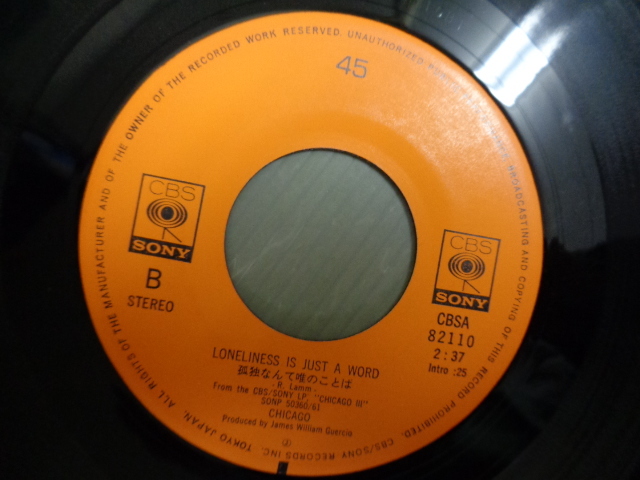 45
CBS
SONY
B
STEREO
CBS
SONY
CBSA
82110
2:37
Intro :25
LONELINESS IS JUST A WORD
孤独なんて唯のことば
- R. Lamm -
From the CBS/SONY LP: "CHICAGO III"
SONP 50360/61
CHICAGO
Produced by James William Guercio
Ⓟ
ALL RIGHTS OF THE MANUFACTURER AND OF THE OWNER OF THE RECORDED WORK RESERVED. UNAUTHORIZED BROADCASTING AND COPYING OF THIS RECORD PROHIBITED. CBS/SONY RECORDS INC. TOKYO JAPAN.